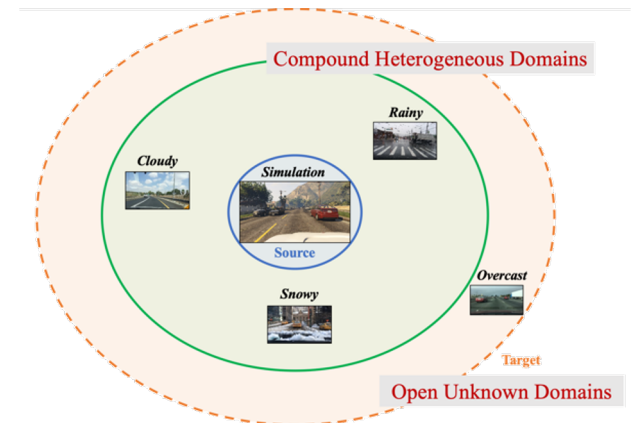 Compound Heterogeneous Domains
Rainy
Cloudy
Simulation
Source
Snowy
Overcast
Target
Open Unknown Domains